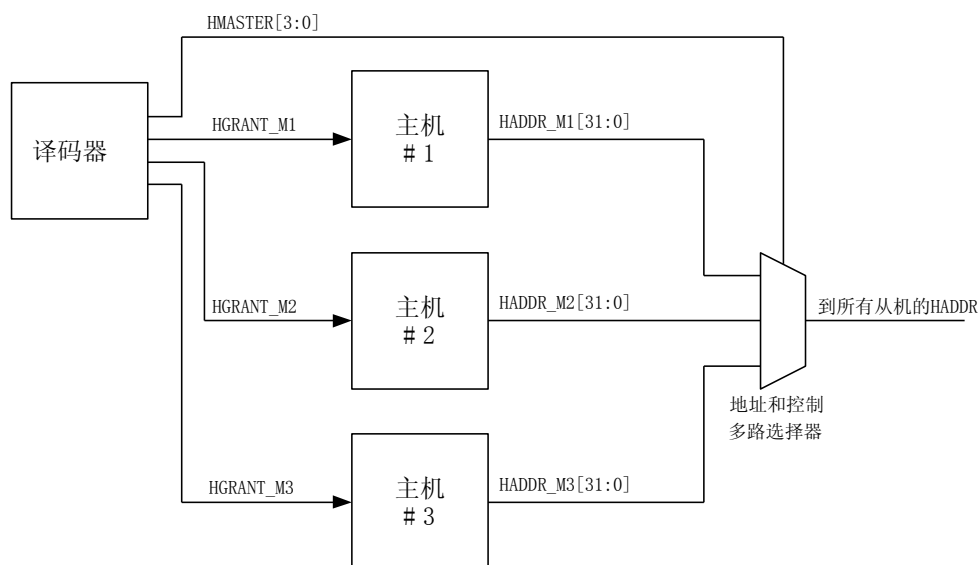 HMASTER[3:0]
译码器
HGRANT_M1
主机
#1
HADDR_M1[31:0]
HGRANT_M2
主机
#2
HADDR_M2[31:0]
到所有从机的HADDR
地址和控制
多路选择器
HGRANT_M3
主机
#3
HADDR_M3[31:0]